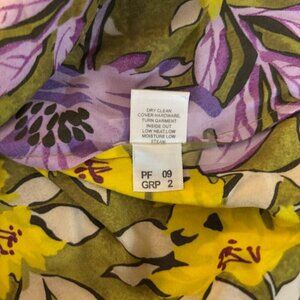 DRY CLEAN
COVER HARDWARE,
TURN GARMENT
INSIDE OUT
LOW HEAT,LOW
MOISTURE LOW
STEAM
PF 09
GRP 2